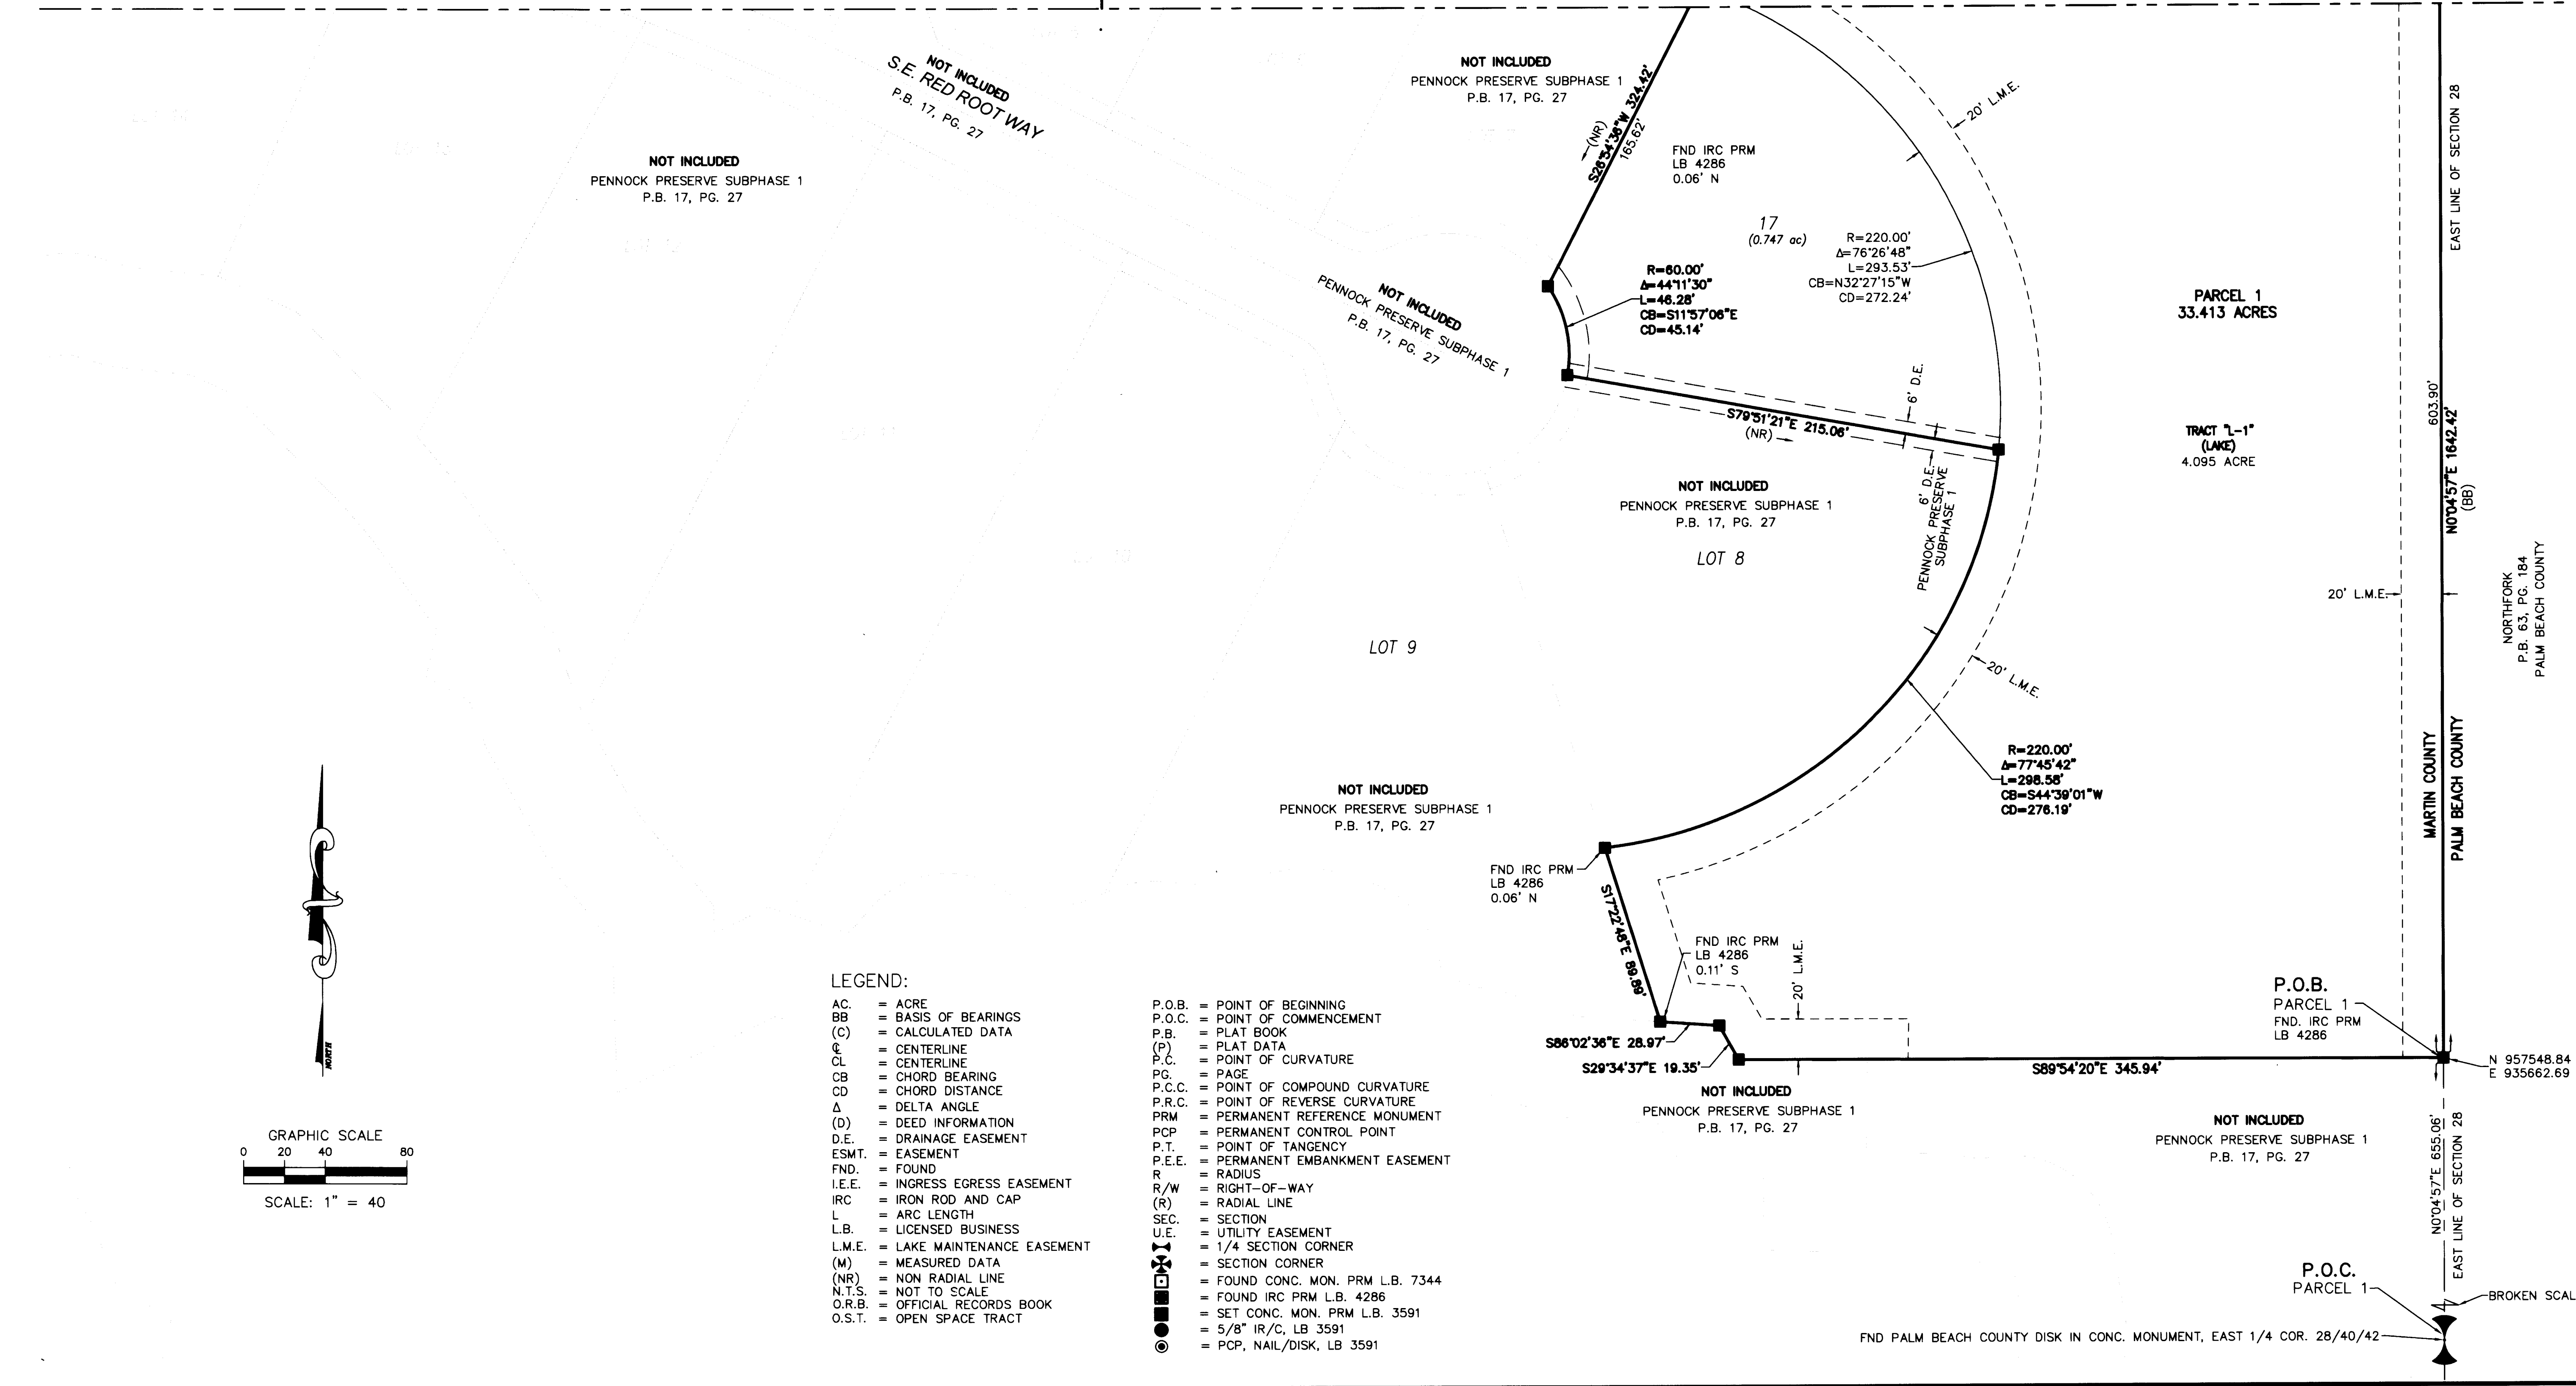 NOT INCLUDED
S.E. RED ROOT WAY
P.B. 17, PG. 27
NOT INCLUDED
PENNOCK PRESERVE SUBPHASE 1
P.B. 17, PG. 27
NOT INCLUDED
PENNOCK PRESERVE SUBPHASE 1
P.B. 17, PG. 27
(NR)
S26°54'36"W 324.42'
165.62'
FND IRC PRM
LB 4286
0.06' N
20' L.M.E.
17
(0.747 ac)
R=220.00'
Δ=76°26'48"
L=293.53'
CB=N32°27'15"W
CD=272.24'
R=60.00'
Δ=44°11'30"
L=46.28'
CB=S11°57'06"E
CD=45.14'
NOT INCLUDED
PENNOCK PRESERVE SUBPHASE 1
P.B. 17, PG. 27
PARCEL 1
33.413 ACRES
EAST LINE OF SECTION 28
6' D.E.
S79°51'21"E 215.06'
(NR)
6' D.E.
PENNOCK PRESERVE
SUBPHASE 1
TRACT "L-1"
(LAKE)
4.095 ACRE
603.90'
N0°04'57"E 1642.42'
(BB)
NOT INCLUDED
PENNOCK PRESERVE SUBPHASE 1
P.B. 17, PG. 27
LOT 8
LOT 9
20' L.M.E.
NORTHFORK
P.B. 63, PG. 184
PALM BEACH COUNTY
20' L.M.E.
R=220.00'
Δ=77°45'42"
L=298.58'
CB=S44°39'01"W
CD=276.19'
MARTIN COUNTY
PALM BEACH COUNTY
NOT INCLUDED
PENNOCK PRESERVE SUBPHASE 1
P.B. 17, PG. 27
FND IRC PRM
LB 4286
0.06' N
S17°22'48"E 89.89'
FND IRC PRM
LB 4286
0.11' S
20' L.M.E.
S86°02'36"E 28.97'
S29°34'37"E 19.35'
S89°54'20"E 345.94'
P.O.B.
PARCEL 1
FND. IRC PRM
LB 4286
N 957548.84
E 935662.69
NOT INCLUDED
PENNOCK PRESERVE SUBPHASE 1
P.B. 17, PG. 27
NOT INCLUDED
PENNOCK PRESERVE SUBPHASE 1
P.B. 17, PG. 27
N0°04'57"E 655.06'
EAST LINE OF SECTION 28
P.O.C.
PARCEL 1
BROKEN SCAL
FND PALM BEACH COUNTY DISK IN CONC. MONUMENT, EAST 1/4 COR. 28/40/42
NORTH
GRAPHIC SCALE
0 20 40 80
SCALE: 1" = 40
LEGEND:
AC. = ACRE
BB = BASIS OF BEARINGS
(C) = CALCULATED DATA
℄ = CENTERLINE
CL = CENTERLINE
CB = CHORD BEARING
CD = CHORD DISTANCE
Δ = DELTA ANGLE
(D) = DEED INFORMATION
D.E. = DRAINAGE EASEMENT
ESMT. = EASEMENT
FND. = FOUND
I.E.E. = INGRESS EGRESS EASEMENT
IRC = IRON ROD AND CAP
L = ARC LENGTH
L.B. = LICENSED BUSINESS
L.M.E. = LAKE MAINTENANCE EASEMENT
(M) = MEASURED DATA
(NR) = NON RADIAL LINE
N.T.S. = NOT TO SCALE
O.R.B. = OFFICIAL RECORDS BOOK
O.S.T. = OPEN SPACE TRACT
P.O.B. = POINT OF BEGINNING
P.O.C. = POINT OF COMMENCEMENT
P.B. = PLAT BOOK
(P) = PLAT DATA
P.C. = POINT OF CURVATURE
PG. = PAGE
P.C.C. = POINT OF COMPOUND CURVATURE
P.R.C. = POINT OF REVERSE CURVATURE
PRM = PERMANENT REFERENCE MONUMENT
PCP = PERMANENT CONTROL POINT
P.T. = POINT OF TANGENCY
P.E.E. = PERMANENT EMBANKMENT EASEMENT
R = RADIUS
R/W = RIGHT-OF-WAY
(R) = RADIAL LINE
SEC. = SECTION
U.E. = UTILITY EASEMENT
= 1/4 SECTION CORNER
= SECTION CORNER
= FOUND CONC. MON. PRM L.B. 7344
= FOUND IRC PRM L.B. 4286
= SET CONC. MON. PRM L.B. 3591
= 5/8" IR/C, LB 3591
= PCP, NAIL/DISK, LB 3591